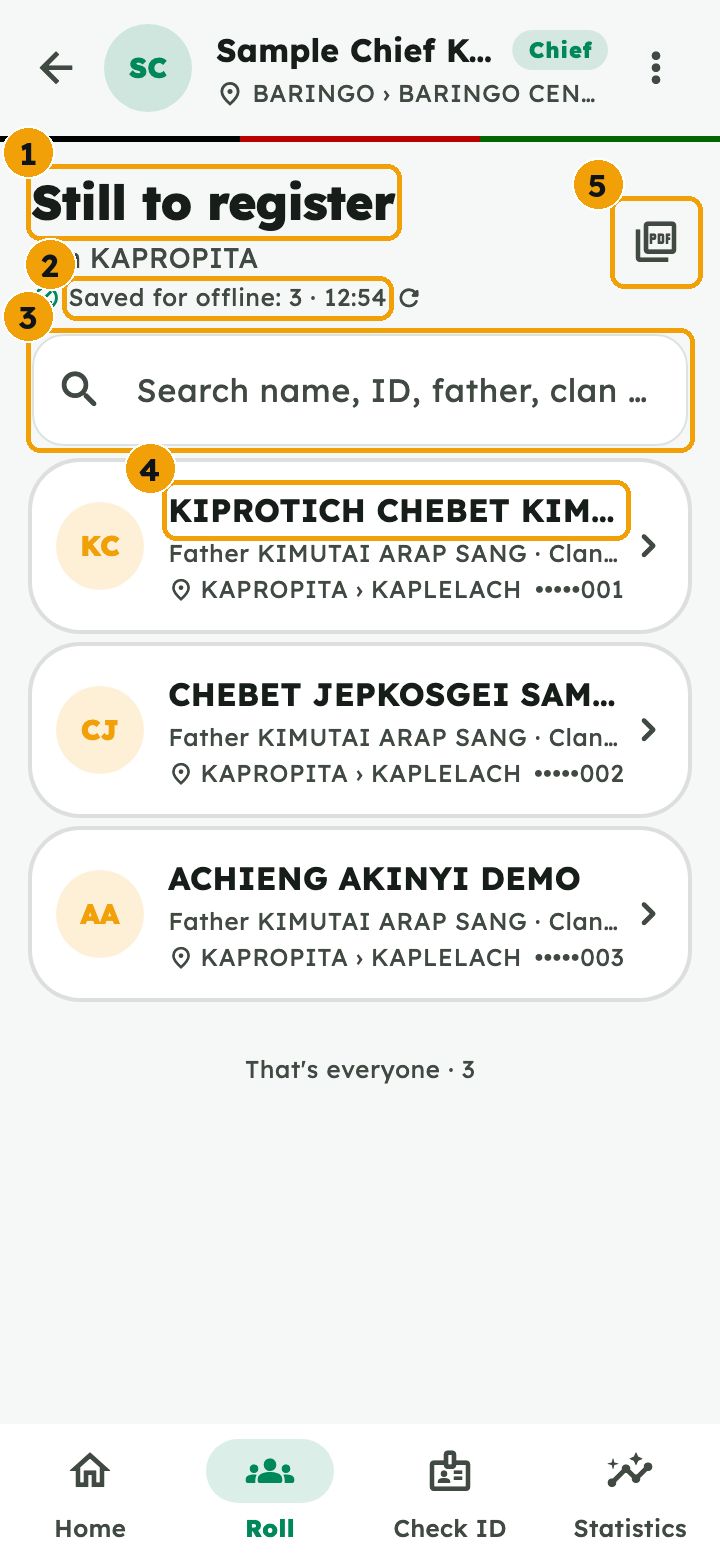 SC
Sample Chief K...
Chief
BARINGO › BARINGO CEN...
1
Still to register
5
PDF
2
KAPROPITA
Saved for offline: 3 · 12:54
3
Search name, ID, father, clan ...
4
KC
KIPROTICH CHEBET KIM...
Father KIMUTAI ARAP SANG · Clan...
KAPROPITA › KAPLELACH •••••001
CJ
CHEBET JEPKOSGEI SAM...
Father KIMUTAI ARAP SANG · Clan...
KAPROPITA › KAPLELACH •••••002
AA
ACHIENG AKINYI DEMO
Father KIMUTAI ARAP SANG · Clan...
KAPROPITA › KAPLELACH •••••003
That's everyone · 3
Home
Roll
Check ID
Statistics